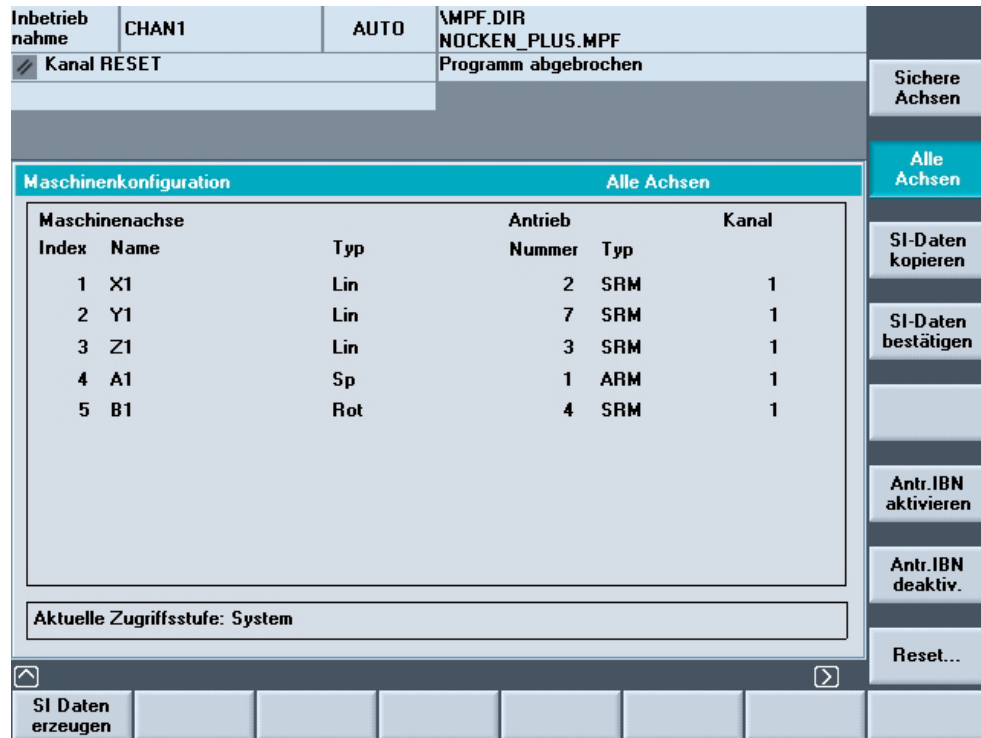 Inbetrieb
nahme
CHAN1
AUTO
\MPF.DIR
NOCKEN_PLUS.MPF
Kanal RESET
Programm abgebrochen
Maschinenkonfiguration Alle Achsen
Maschinenachse Antrieb Kanal
Index Name Typ Nummer Typ
1 X1 Lin 2 SRM 1
2 Y1 Lin 7 SRM 1
3 Z1 Lin 3 SRM 1
4 A1 Sp 1 ARM 1
5 B1 Rot 4 SRM 1
Aktuelle Zugriffsstufe: System
Sichere
Achsen
Alle
Achsen
SI-Daten
kopieren
SI-Daten
bestätigen
Antr.IBN
aktivieren
Antr.IBN
deaktiv.
Reset...
SI Daten
erzeugen